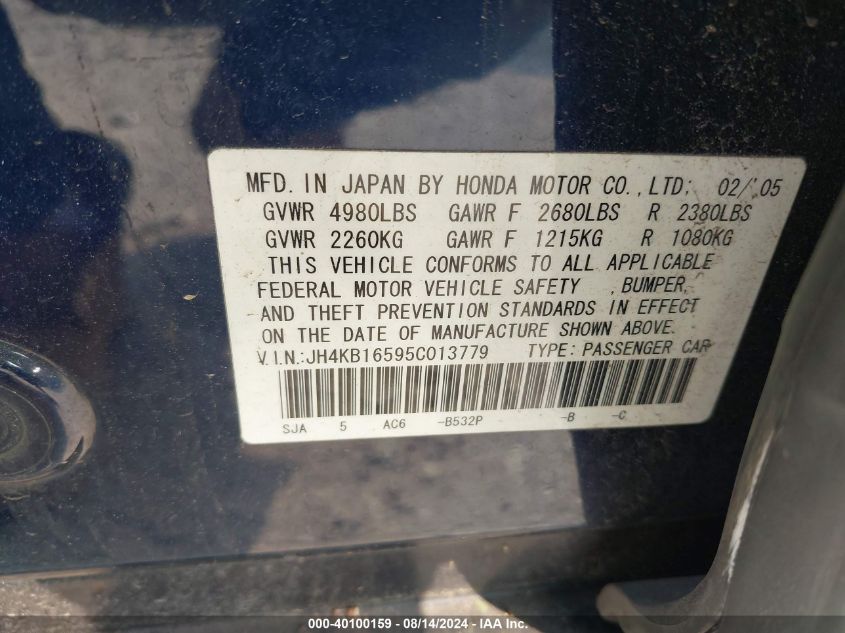 MFD. IN JAPAN BY HONDA MOTOR CO., LTD; 02/'05
GVWR 4980LBS GAWR F 2680LBS R 2380LBS
GVWR 2260KG GAWR F 1215KG R 1080KG
THIS VEHICLE CONFORMS TO ALL APPLICABLE
FEDERAL MOTOR VEHICLE SAFETY ,BUMPER,
AND THEFT PREVENTION STANDARDS IN EFFECT
ON THE DATE OF MANUFACTURE SHOWN ABOVE.
V.I.N.:JH4KB16595C013779 TYPE: PASSENGER CAR
SJA 5 AC6 -B532P -B -C
000-40100159 - 08/14/2024 - IAA Inc.